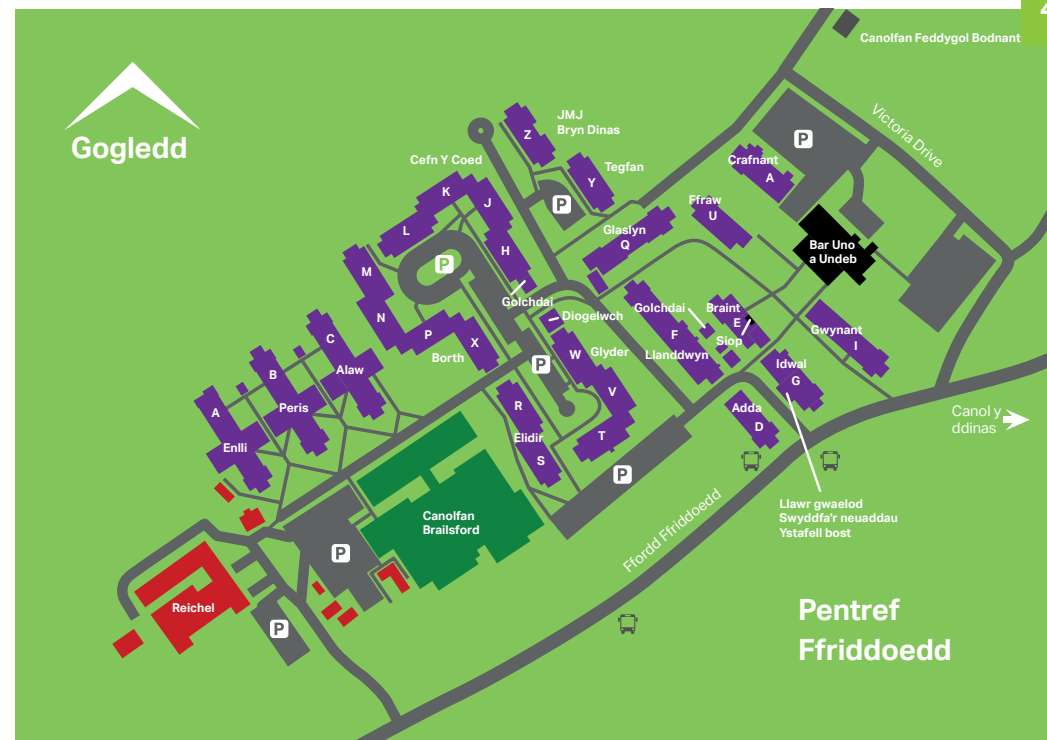 4
Canolfan Feddygol Bodnant
Gogledd
Victoria Drive
P
JMJ
Bryn Dinas
Z
Cefn Y Coed
Tegfan
Y
Crafnant
A
K
J
L
H
P
Ffraw
U
Glaslyn
Q
Bar Uno
a Undeb
M
P
N
Golchdai
Diogelwch
Golchdai
Braint
E
Siop
F
Llanddwyn
Gwynant
I
C
P
X
Borth
W
Glyder
P
Alaw
B
Peris
V
Idwal
G
A
Enlli
R
Elidir
S
T
Adda
D
Canol y
ddinas
P
Canolfan
Brailsford
Llawr gwaelod
Swyddfa'r neuaddau
Ystafell bost
Ffordd Ffriddoedd
P
Reichel
P
Pentref
Ffriddoedd